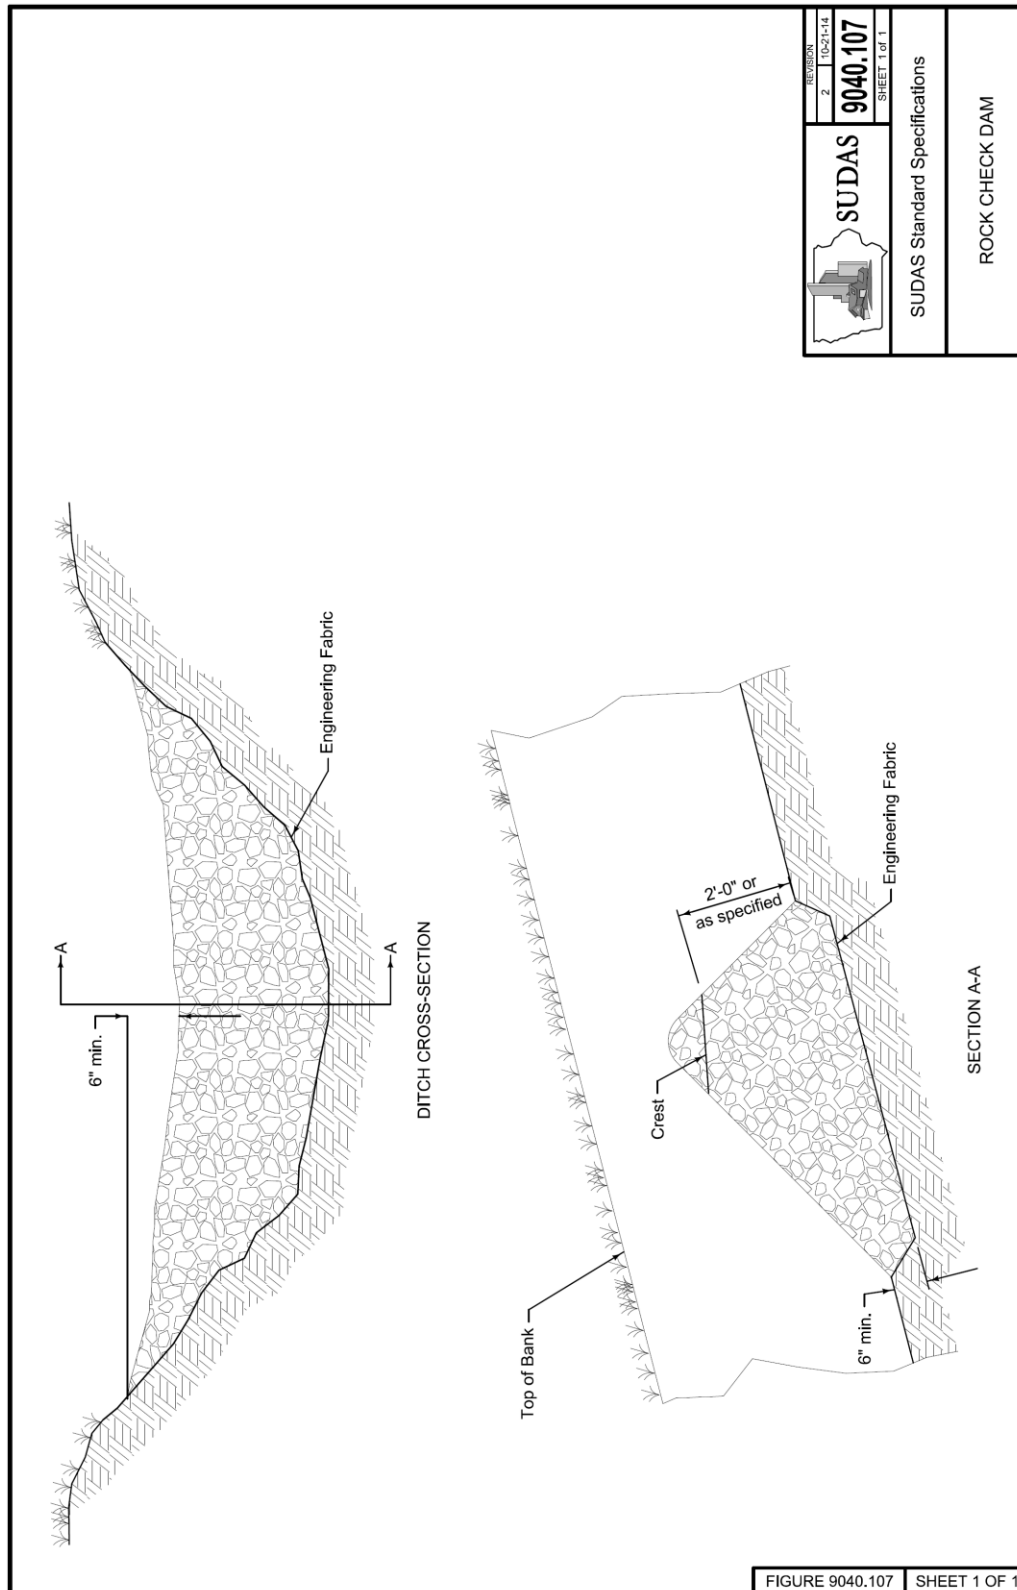 A
A
6" min.
Engineering Fabric
DITCH CROSS-SECTION
Top of Bank
Crest
2'-0" or
as specified
6" min.
Engineering Fabric
SECTION A-A
SUDAS
REVISION
2 10-21-14
9040.107
SHEET 1 of 1
SUDAS Standard Specifications
ROCK CHECK DAM
FIGURE 9040.107 SHEET 1 OF 1